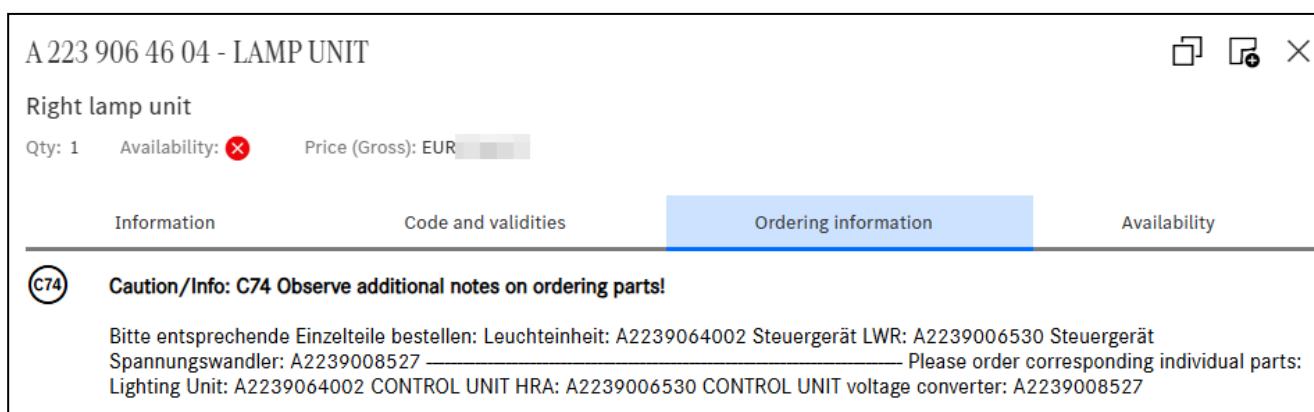 A 223 906 46 04 - LAMP UNIT
Right lamp unit
Qty: 1 Availability: Price (Gross): EUR
Information Code and validities Ordering information Availability
C74 Caution/Info: C74 Observe additional notes on ordering parts!
Bitte entsprechende Einzelteile bestellen: Leuchteinheit: A2239064002 Steuergerät LWR: A2239006530 Steuergerät
Spannungswandler: A2239008527 ---------------------------------------------------------------- Please order corresponding individual parts:
Lighting Unit: A2239064002 CONTROL UNIT HRA: A2239006530 CONTROL UNIT voltage converter: A2239008527